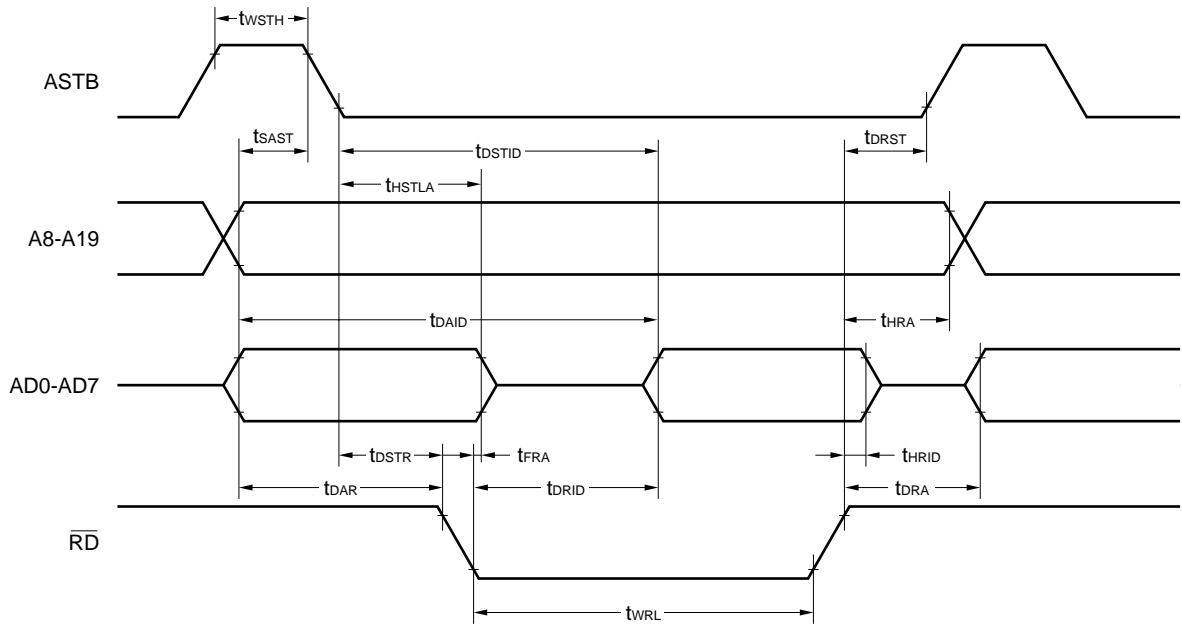 tWSTH
ASTB
tSAST
tDSTID
tDRST
tHSTLA
A8-A19
tDAID
tHRA
AD0-AD7
tDSTR
tFRA
tHRID
tDAR
tDRID
tDRA
RD
tWRL